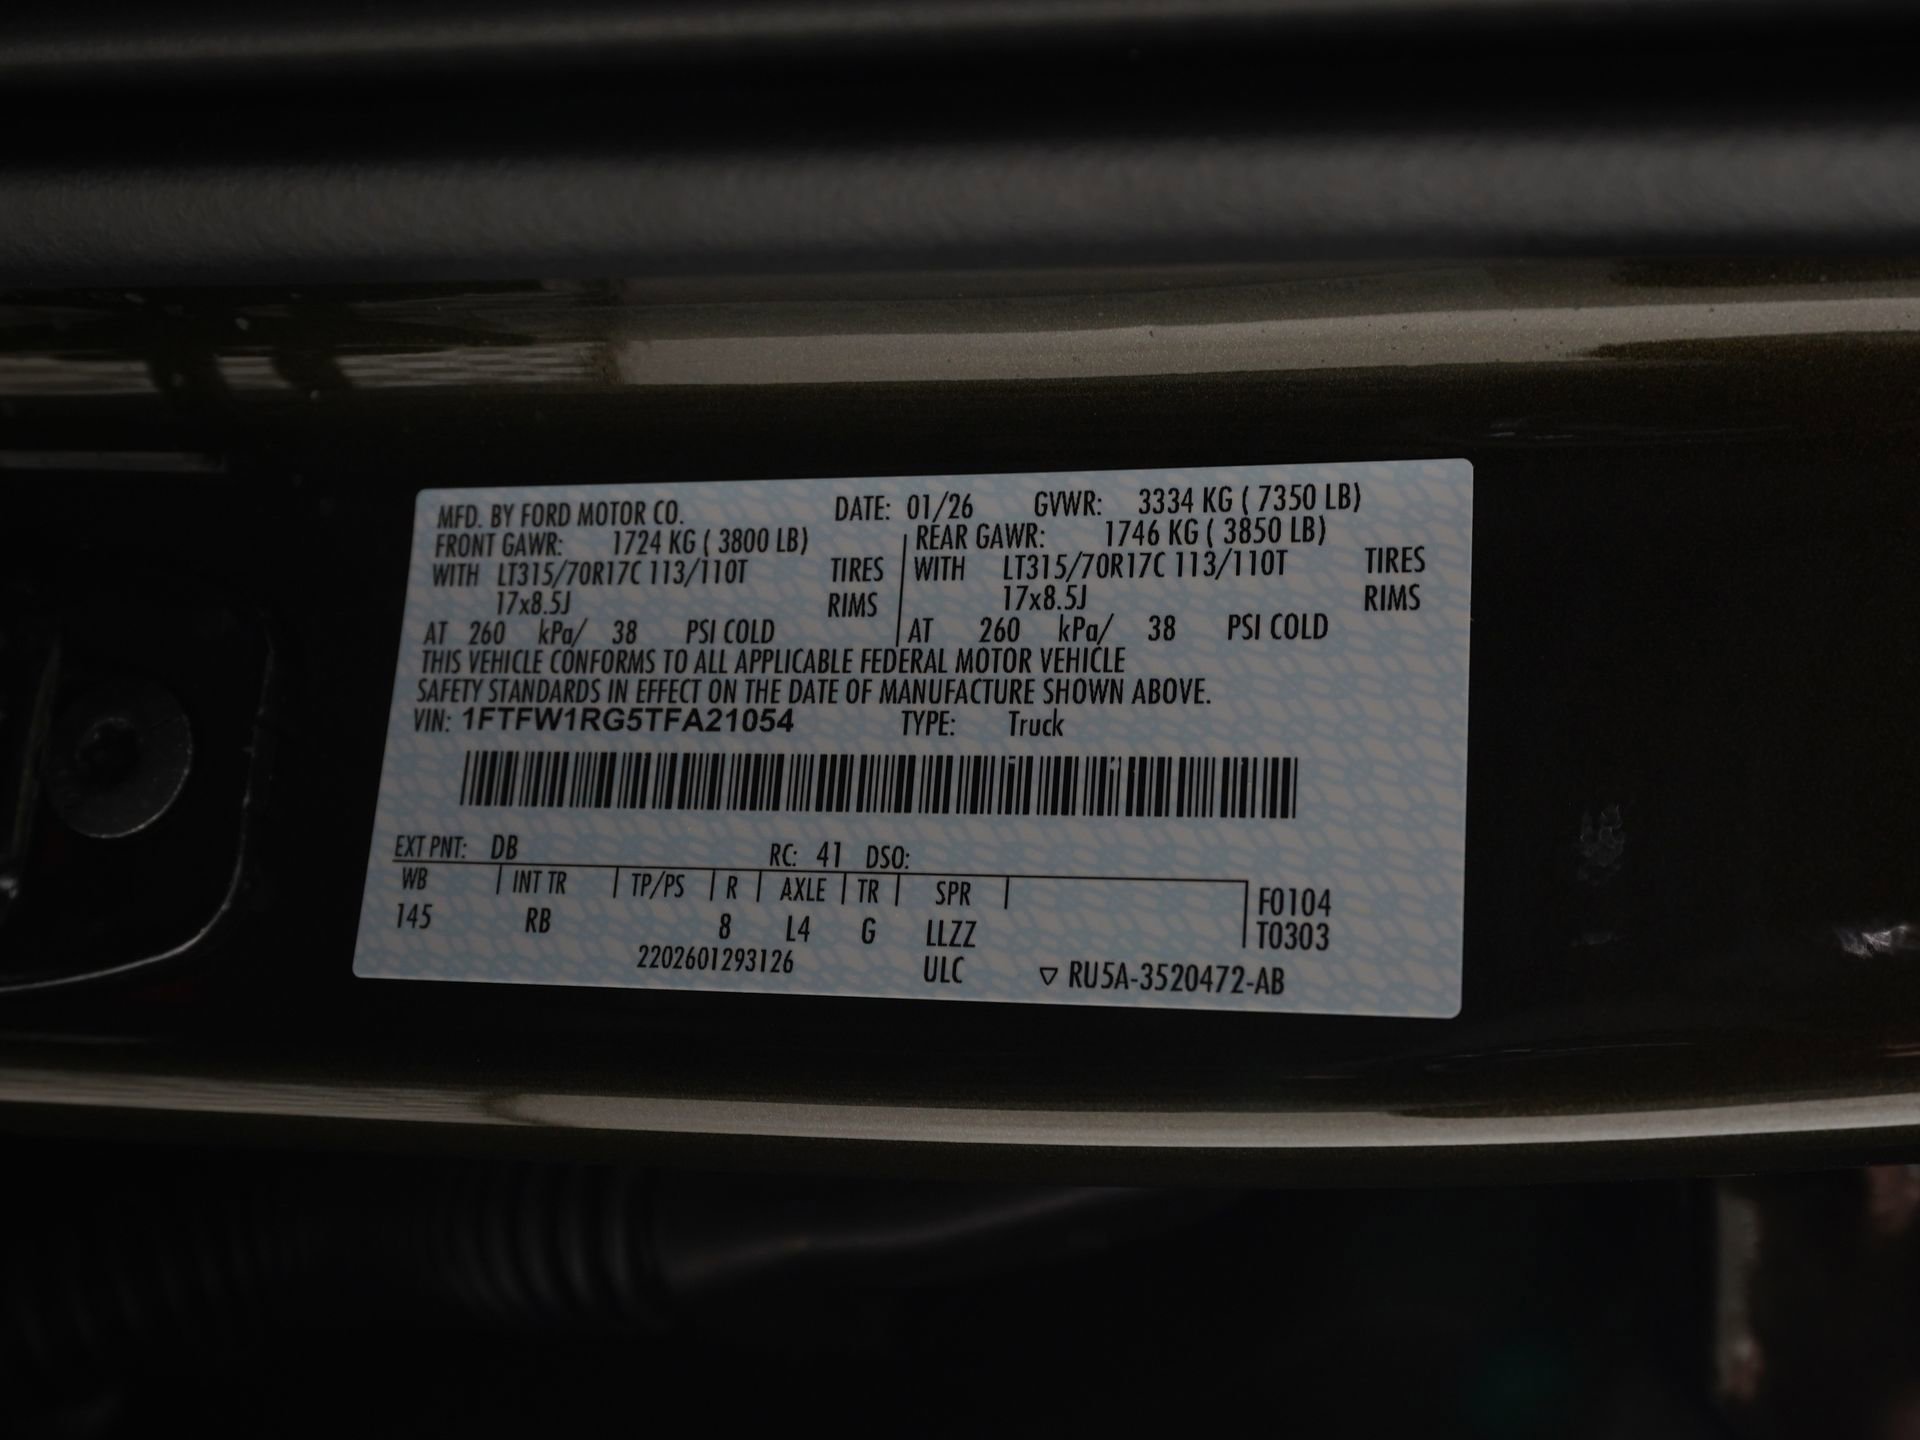 MFD. BY FORD MOTOR CO. DATE: 01/26 GVWR: 3334 KG ( 7350 LB)
FRONT GAWR: 1724 KG ( 3800 LB) REAR GAWR: 1746 KG ( 3850 LB)
WITH LT315/70R17C 113/110T TIRES WITH LT315/70R17C 113/110T TIRES
17x8.5J RIMS 17x8.5J RIMS
AT 260 kPa/ 38 PSI COLD AT 260 kPa/ 38 PSI COLD
THIS VEHICLE CONFORMS TO ALL APPLICABLE FEDERAL MOTOR VEHICLE
SAFETY STANDARDS IN EFFECT ON THE DATE OF MANUFACTURE SHOWN ABOVE.
VIN: 1FTFW1RG5TFA21054 TYPE: Truck
EXT PNT: DB RC: 41 DSO:
WB INT TR TP/PS R AXLE TR SPR F0104
145 RB 8 L4 G LLZZ T0303
2202601293126 ULC ▽ RU5A-3520472-AB